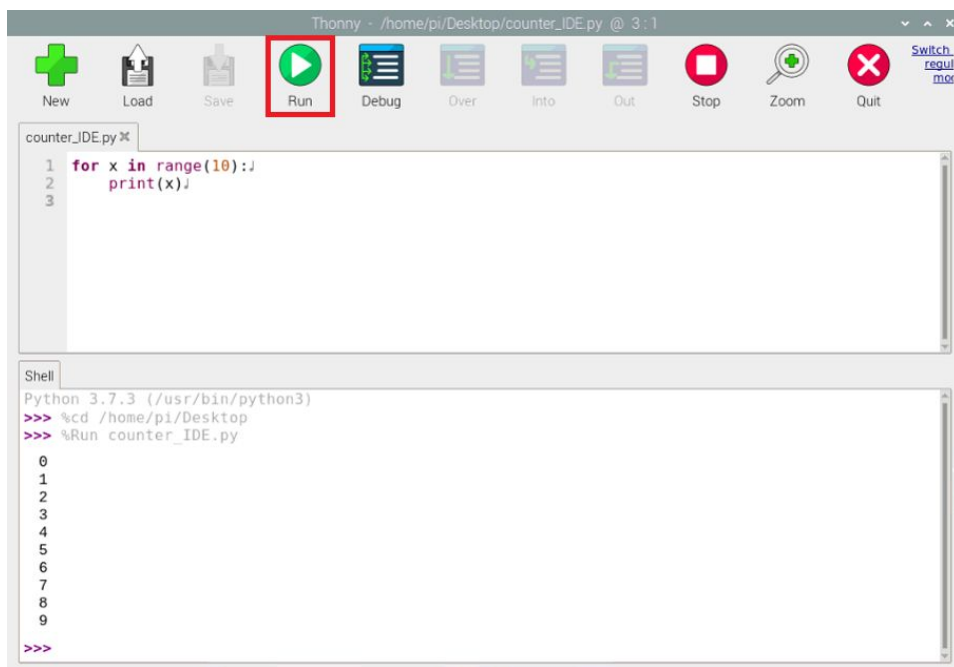 Thonny - /home/pi/Desktop/counter_IDE.py @ 3 : 1
New Load Save Run Debug Over Into Out Stop Zoom Quit
Switch
regul
mod
counter_IDE.py
1 for x in range(10):
2     print(x)
3
Shell
Python 3.7.3 (/usr/bin/python3)
>>> %cd /home/pi/Desktop
>>> %Run counter_IDE.py
0
1
2
3
4
5
6
7
8
9
>>>